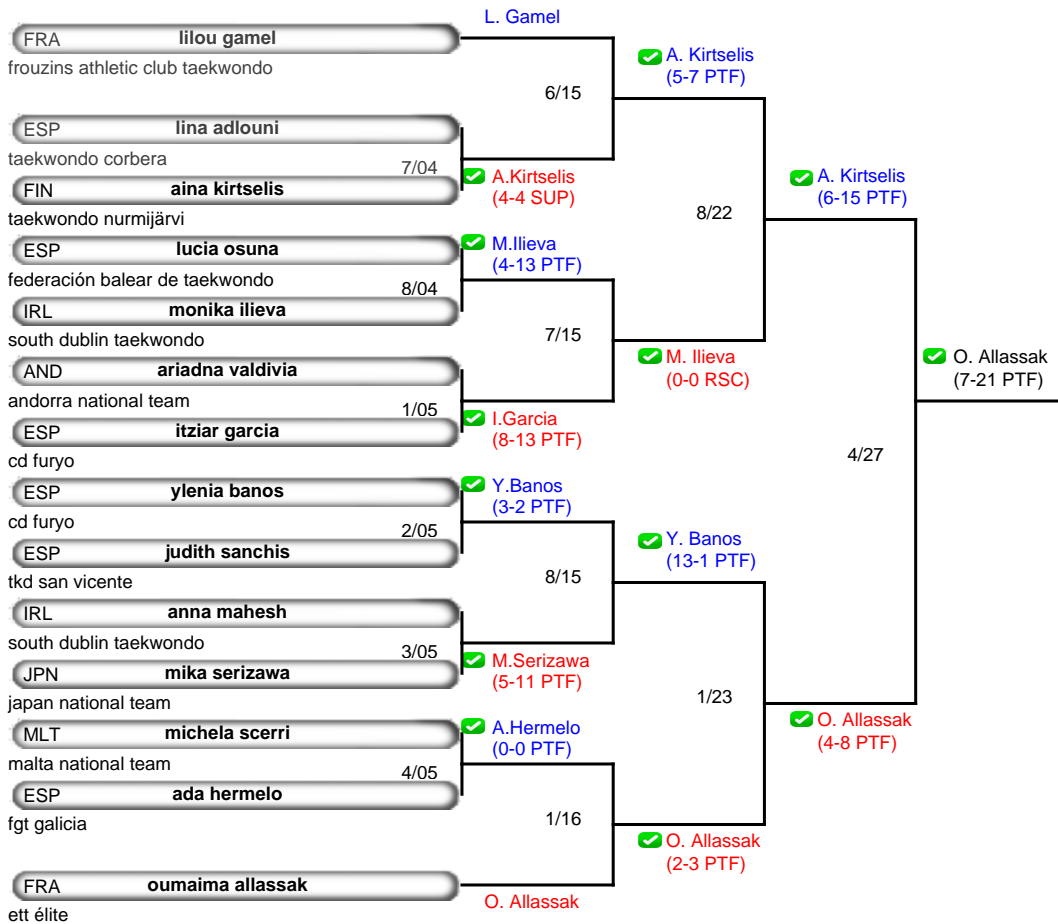 L. Gamel
FRA lilou gamel
frouzins athletic club taekwondo
A. Kirtselis
(5-7 PTF)
6/15
ESP lina adlouni
taekwondo corbera
7/04
FIN aina kirtselis
taekwondo nurmijärvi
A.Kirtselis
(4-4 SUP)
A. Kirtselis
(6-15 PTF)
8/22
ESP lucia osuna
federación balear de taekwondo
8/04
M.Ilieva
(4-13 PTF)
IRL monika ilieva
south dublin taekwondo
7/15
AND ariadna valdivia
andorra national team
1/05
M. Ilieva
(0-0 RSC)
O. Allassak
(7-21 PTF)
ESP itziar garcia
cd furyo
I.Garcia
(8-13 PTF)
4/27
ESP ylenia banos
cd furyo
2/05
Y.Banos
(3-2 PTF)
ESP judith sanchis
tkd san vicente
Y. Banos
(13-1 PTF)
8/15
IRL anna mahesh
south dublin taekwondo
3/05
JPN mika serizawa
japan national team
M.Serizawa
(5-11 PTF)
1/23
MLT michela scerri
malta national team
4/05
A.Hermelo
(0-0 PTF)
O. Allassak
(4-8 PTF)
ESP ada hermelo
fgt galicia
1/16
O. Allassak
(2-3 PTF)
FRA oumaima allassak
ett élite
O. Allassak